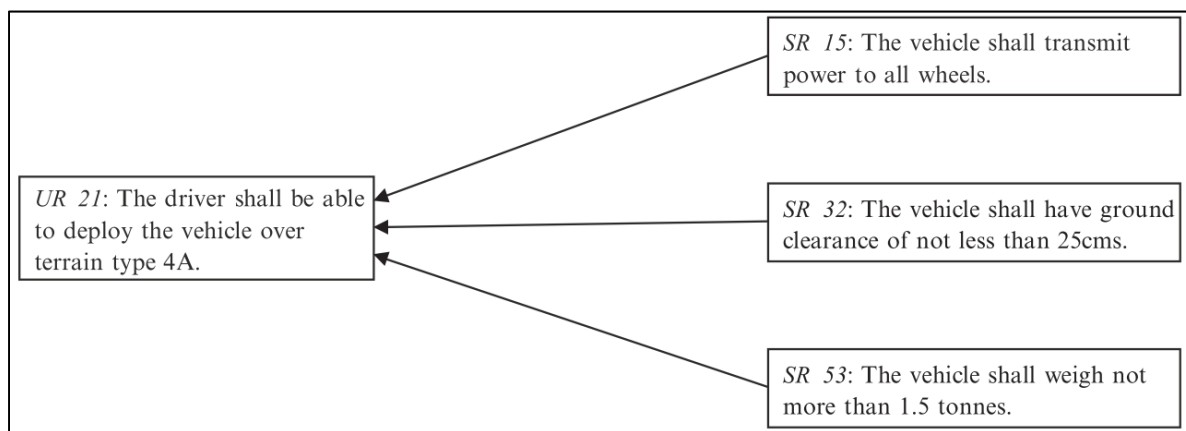 SR 15: The vehicle shall transmit
power to all wheels.
UR 21: The driver shall be able
to deploy the vehicle over
terrain type 4A.
SR 32: The vehicle shall have ground
clearance of not less than 25cms.
SR 53: The vehicle shall weigh not
more than 1.5 tonnes.